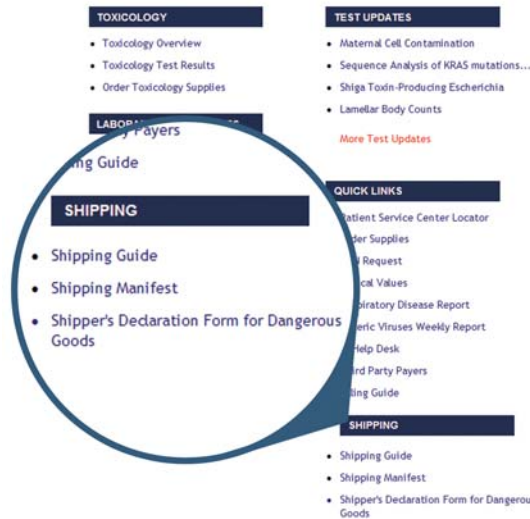 TOXICOLOGY
Toxicology Overview
Toxicology Test Results
Order Toxicology Supplies
TEST UPDATES
Maternal Cell Contamination
Sequence Analysis of KRAS mutations...
Shiga Toxin-Producing Escherichia
Lamellar Body Counts
More Test Updates
Payers
Guide
SHIPPING
Shipping Guide
Shipping Manifest
Shipper's Declaration Form for Dangerous
Goods
QUICK LINKS
Patient Service Center Locator
Supplies
Request
Values
Disease Report
Viruses Weekly Report
Help Desk
Party Payers
Guide
SHIPPING
Shipping Guide
Shipping Manifest
Shipper's Declaration Form for
Goods